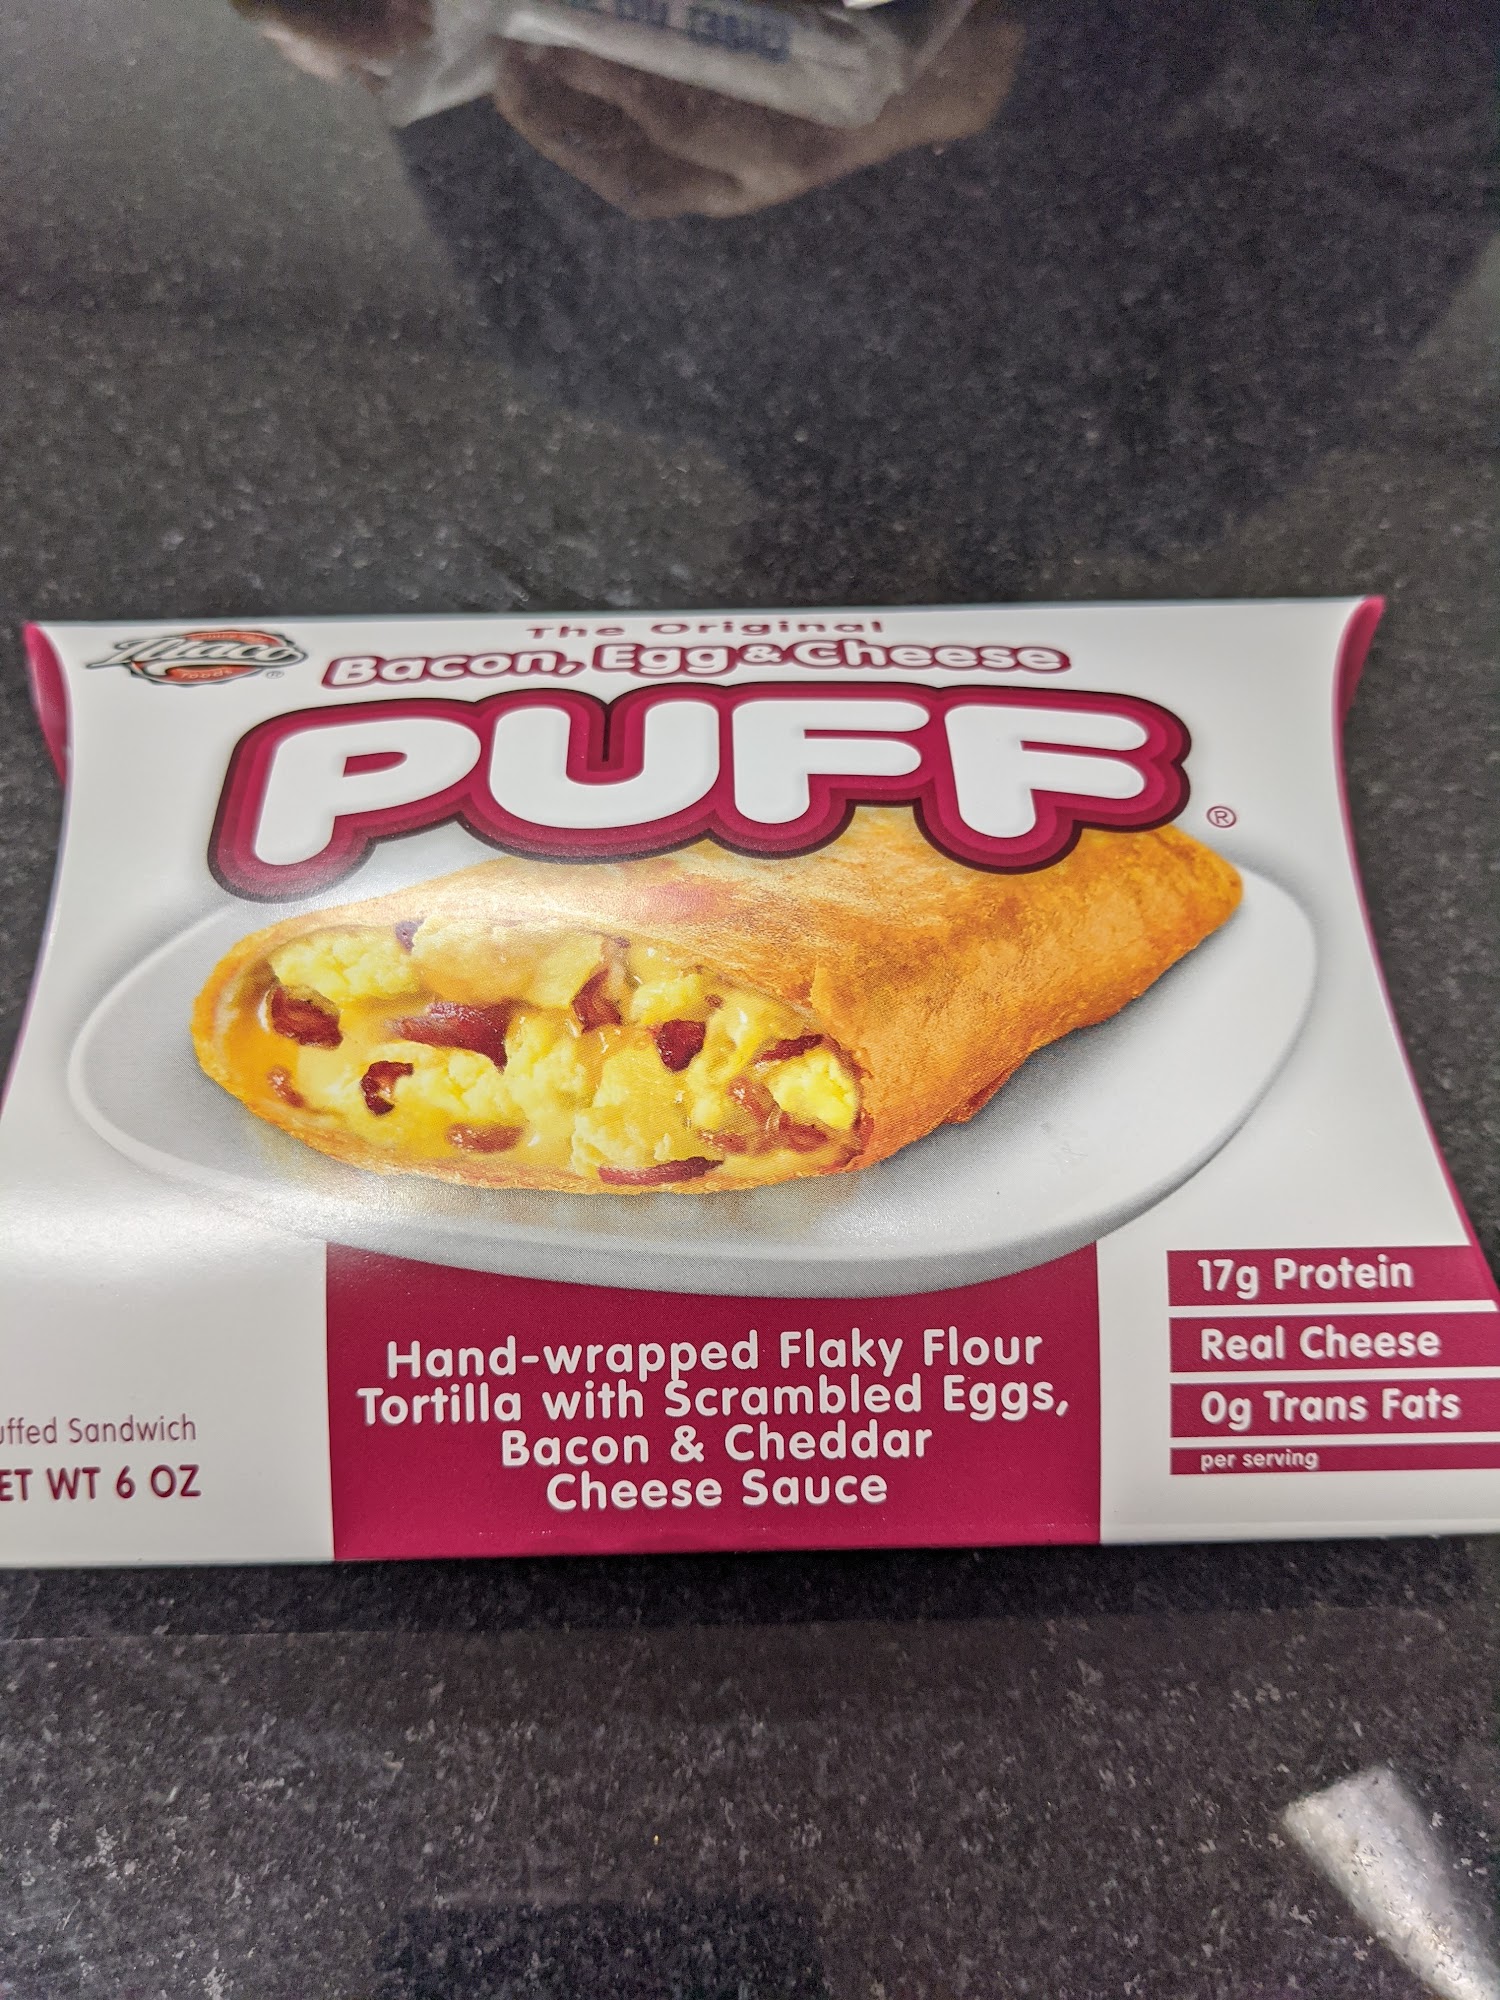 The Original
Bacon, Egg & Cheese
PUFF®
Foods ®
Hand-wrapped Flaky Flour
Tortilla with Scrambled Eggs,
Bacon & Cheddar
Cheese Sauce
17g Protein
Real Cheese
0g Trans Fats
per serving
uffed Sandwich
ET WT 6 OZ